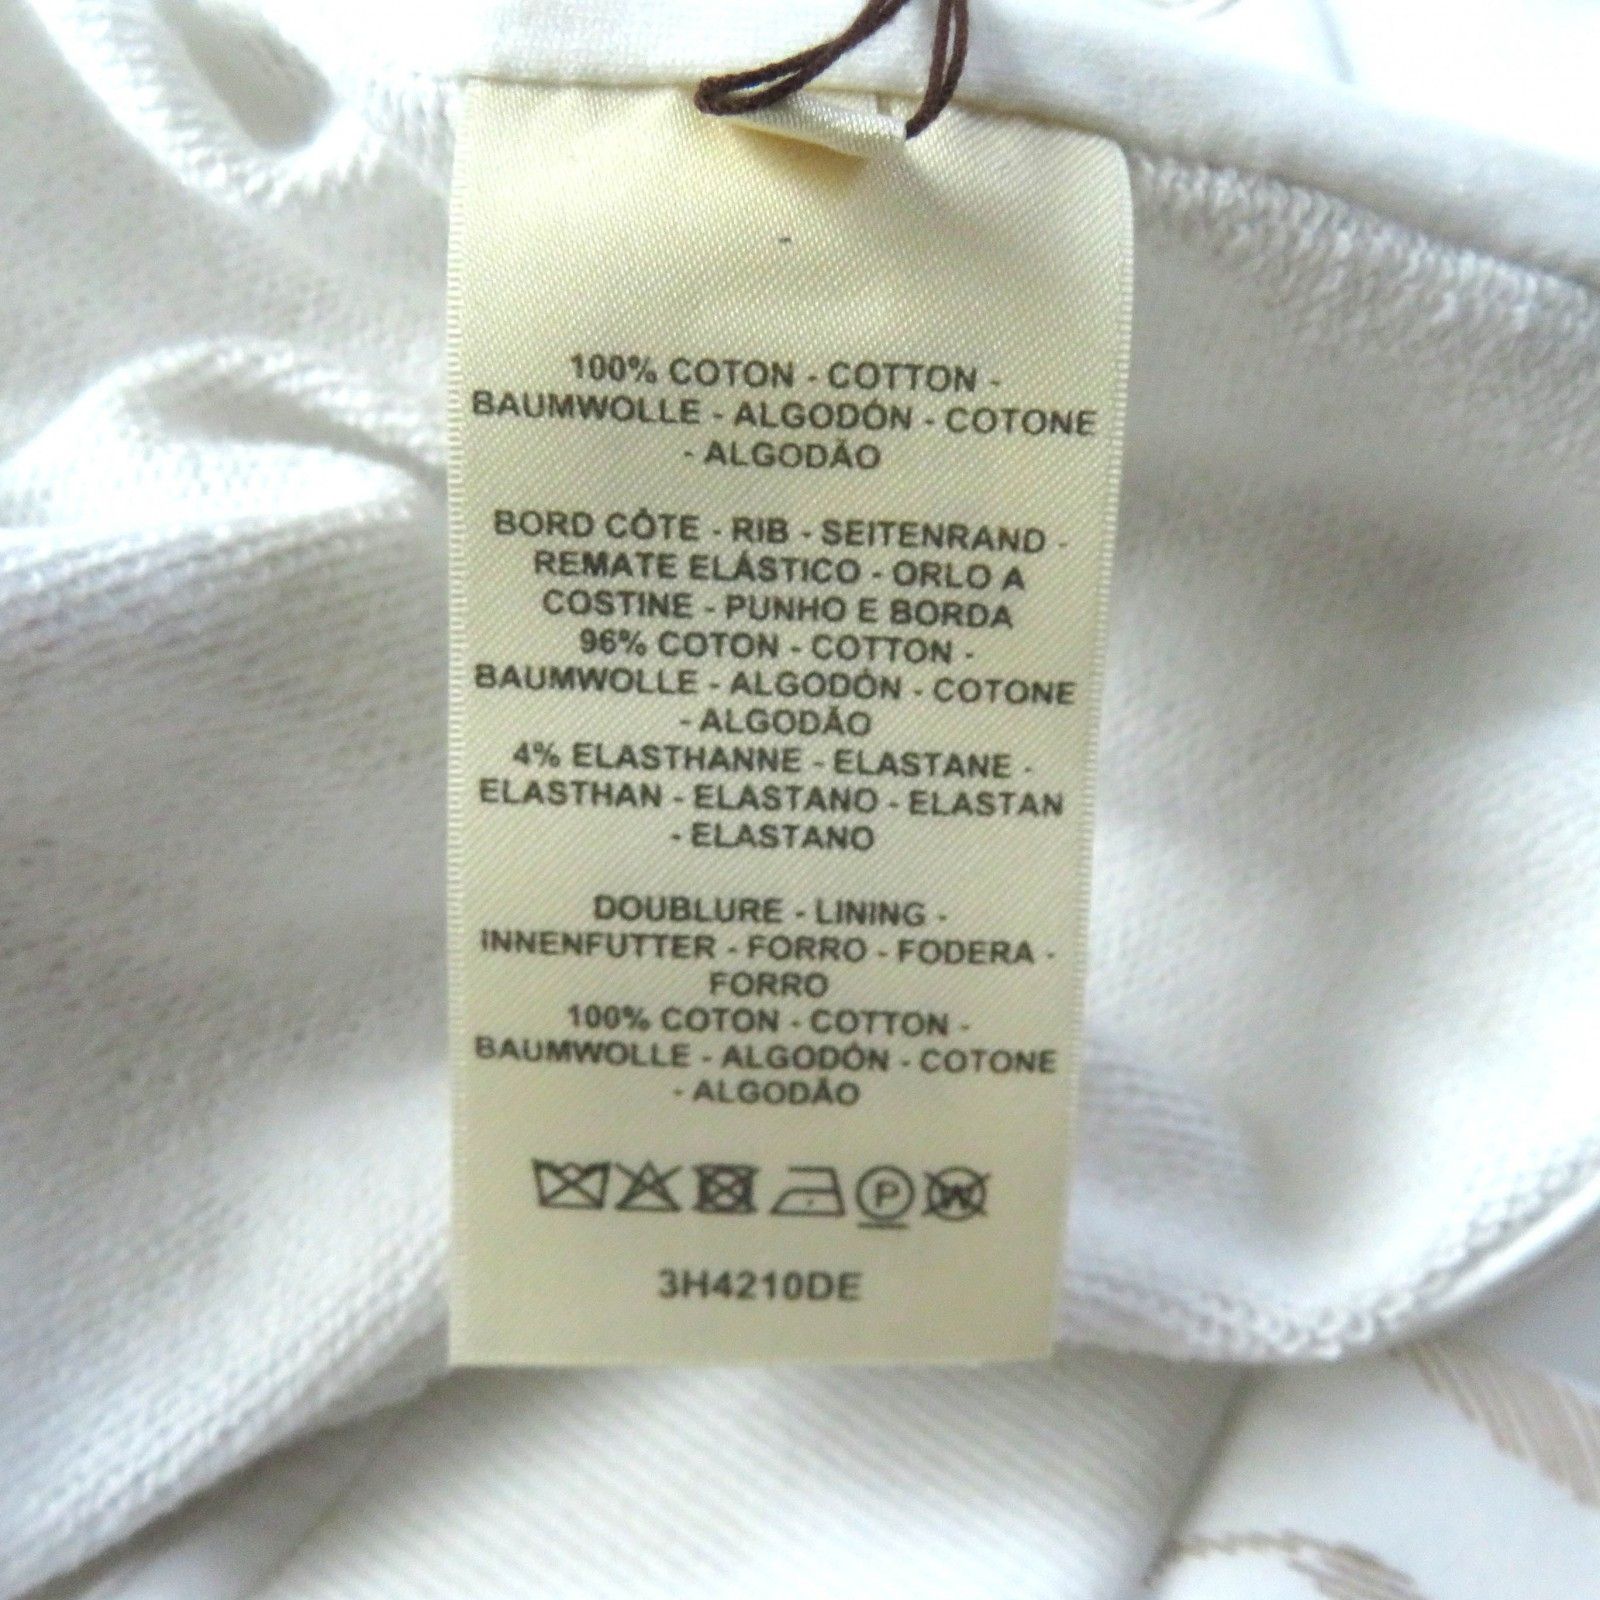 100% COTON - COTTON -
BAUMWOLLE - ALGODÓN - COTONE
- ALGODÃO
BORD CÔTE - RIB - SEITENRAND -
REMATE ELÁSTICO - ORLO A
COSTINE - PUNHO E BORDA
96% COTON - COTTON -
BAUMWOLLE - ALGODÓN - COTONE
- ALGODÃO
4% ELASTHANNE - ELASTANE -
ELASTHAN - ELASTANO - ELASTAN
- ELASTANO
DOUBLURE - LINING -
INNENFUTTER - FORRO - FODERA -
FORRO
100% COTON - COTTON -
BAUMWOLLE - ALGODÓN - COTONE
- ALGODÃO
P W
3H4210DE